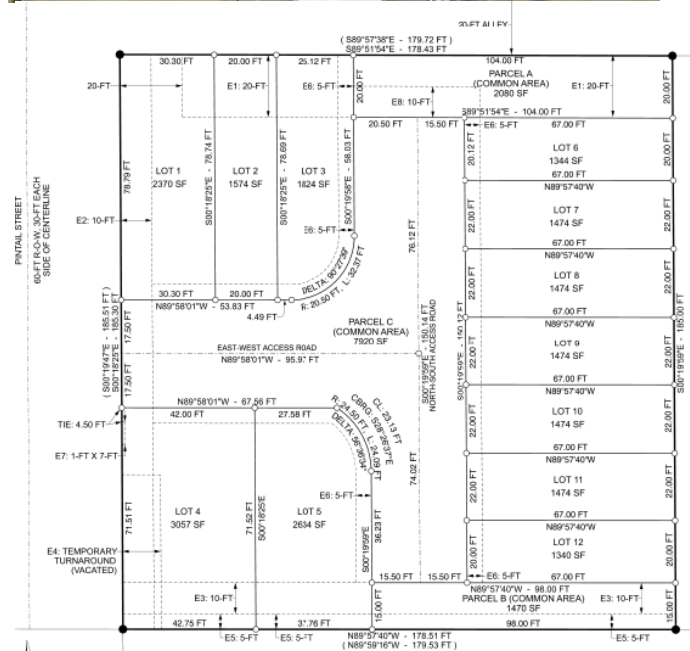 20-FT ALLEY
( S89°57'38"E - 179.72 FT )
S89°51'54"E - 178.43 FT
30.30 FT
20.00 FT
25.12 FT
104.00 FT
20-FT
E1: 20-FT
E6: 5-FT
20.00 FT
PARCEL A
(COMMON AREA)
2080 SF
E1: 20-FT
20.00 FT
E8: 10-FT
S89°51'54"E - 104.00 FT
20.50 FT
15.50 FT
E6: 5-FT
67.00 FT
78.79 FT
LOT 1
2370 SF
S00°18'25"E - 78.74 FT
LOT 2
1574 SF
S00°18'25"E - 78.69 FT
LOT 3
1824 SF
S00°19'58"E - 58.03 FT
20.12 FT
LOT 6
1344 SF
20.00 FT
67.00 FT
N89°57'40"W
PINTAIL STREET
60-FT R-O-W, 30-FT EACH
SIDE OF CENTERLINE
E2: 10-FT
E6: 5-FT
76.12 FT
22.00 FT
LOT 7
1474 SF
22.00 FT
67.00 FT
N89°57'40"W
DELTA: 90°27'39"
R: 20.50 FT, L: 32.37 FT
22.00 FT
LOT 8
1474 SF
22.00 FT
30.30 FT
20.00 FT
N89°58'01"W - 53.83 FT
4.49 FT
67.00 FT
N89°57'40"W
( S00°19'47"E - 185.51 FT )
S00°18'25"E - 185.30 FT
17.50 FT
17.50 FT
PARCEL C
(COMMON AREA)
7920 SF
EAST-WEST ACCESS ROAD
N89°58'01"W - 95.97 FT
S00°19'59"E - 150.14 FT
NORTH-SOUTH ACCESS ROAD
S00°19'59"E - 150.12 FT
22.00 FT
LOT 9
1474 SF
22.00 FT
S00°19'59"E - 185.00 FT
67.00 FT
N89°57'40"W
N89°58'01"W - 67.56 FT
42.00 FT
27.58 FT
CL: 23.13 FT
CBRG: S28°26'37"E
R: 24.50 FT, L: 24.09 FT
DELTA: 56°36'34"
TIE: 4.50 FT
22.00 FT
LOT 10
1474 SF
22.00 FT
67.00 FT
N89°57'40"W
E7: 1-FT X 7-FT
74.02 FT
22.00 FT
LOT 11
1474 SF
22.00 FT
E6: 5-FT
71.51 FT
LOT 4
3057 SF
71.52 FT
S00°18'25"E
LOT 5
2634 SF
36.23 FT
S00°19'59"E
67.00 FT
N89°57'40"W
E4: TEMPORARY
TURNAROUND
(VACATED)
20.00 FT
LOT 12
1340 SF
20.00 FT
15.50 FT
15.50 FT
E6: 5-FT
67.00 FT
N89°57'40"W - 98.00 FT
E3: 10-FT
15.00 FT
PARCEL B (COMMON AREA)
1470 SF
E3: 10-FT
15.00 FT
42.75 FT
E5: 5-FT
E5: 5-FT
37.76 FT
98.00 FT
E5: 5-FT
N89°57'40"W - 178.51 FT
( N89°59'16"W - 179.53 FT )